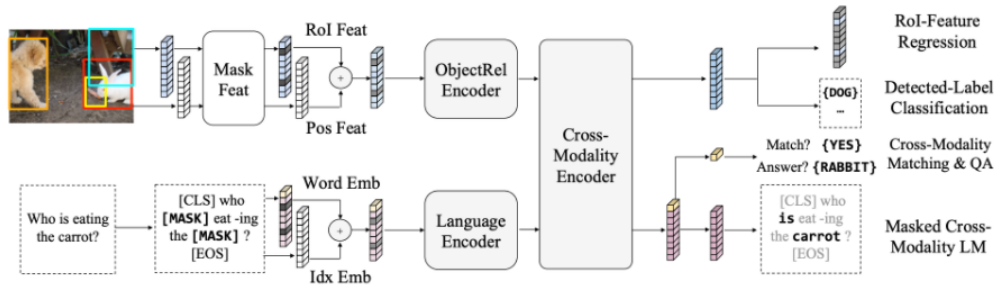 RoI Feat
Mask
Feat
Pos Feat
ObjectRel
Encoder
Cross-
Modality
Encoder
RoI-Feature
Regression
{DOG}
...
Detected-Label
Classification
Match? {YES}
Answer? {RABBIT}
Cross-Modality
Matching & QA
Who is eating
the carrot?
[CLS] who
[MASK] eat -ing
the [MASK] ?
[EOS]
Word Emb
Idx Emb
Language
Encoder
[CLS] who
is eat -ing
the carrot ?
[EOS]
Masked Cross-
Modality LM